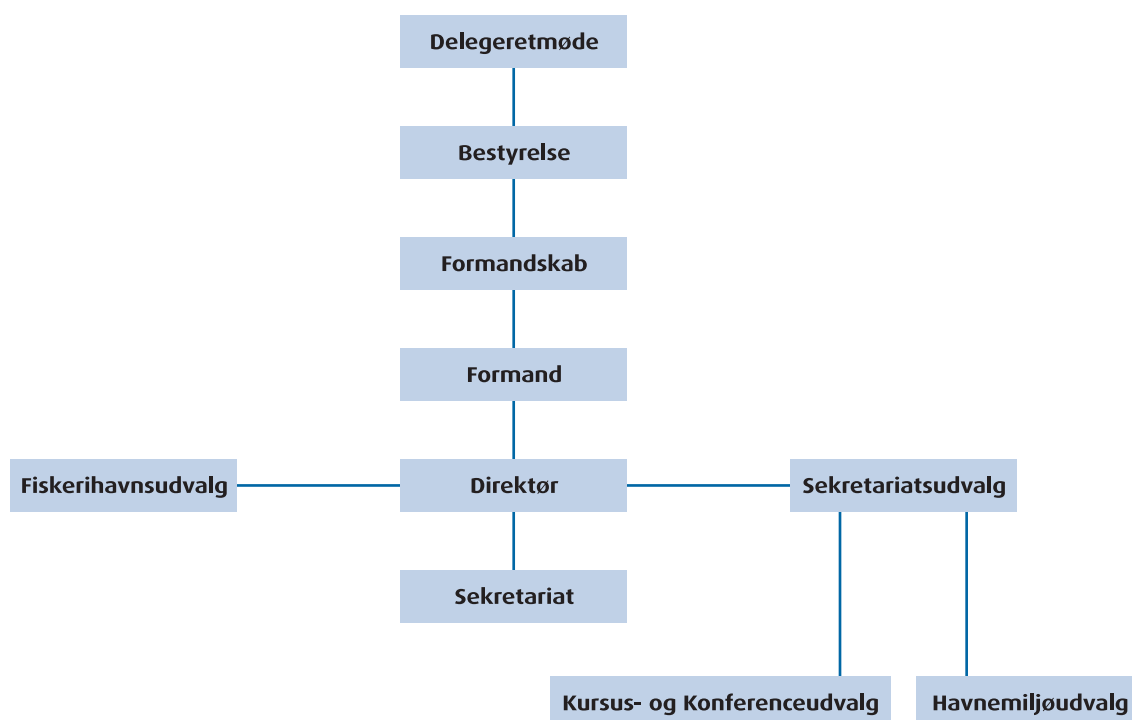 Delegeretmøde
Bestyrelse
Formandskab
Formand
Fiskerihavnsudvalg
Direktør
Sekretariatsudvalg
Sekretariat
Kursus- og Konferenceudvalg
Havnemiljøudvalg